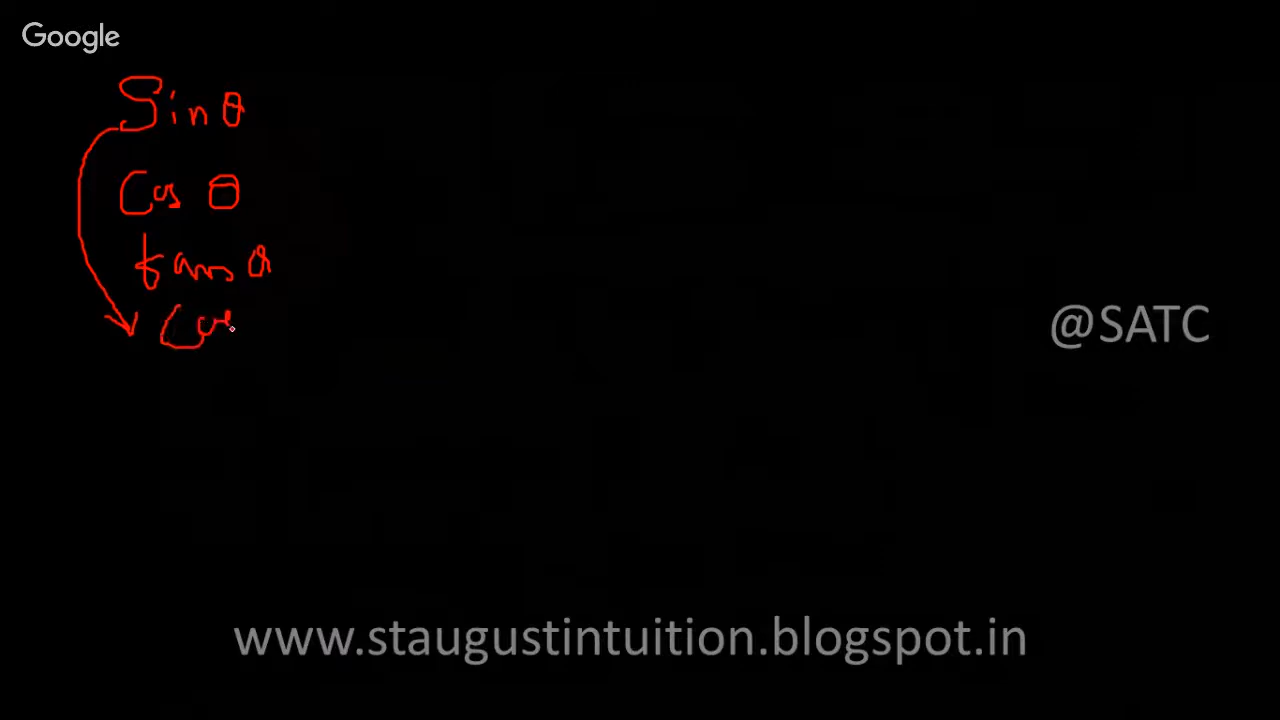 Google
Sin θ
Cos θ
tan θ
@SATC
www.staugustintuition.blogspot.in